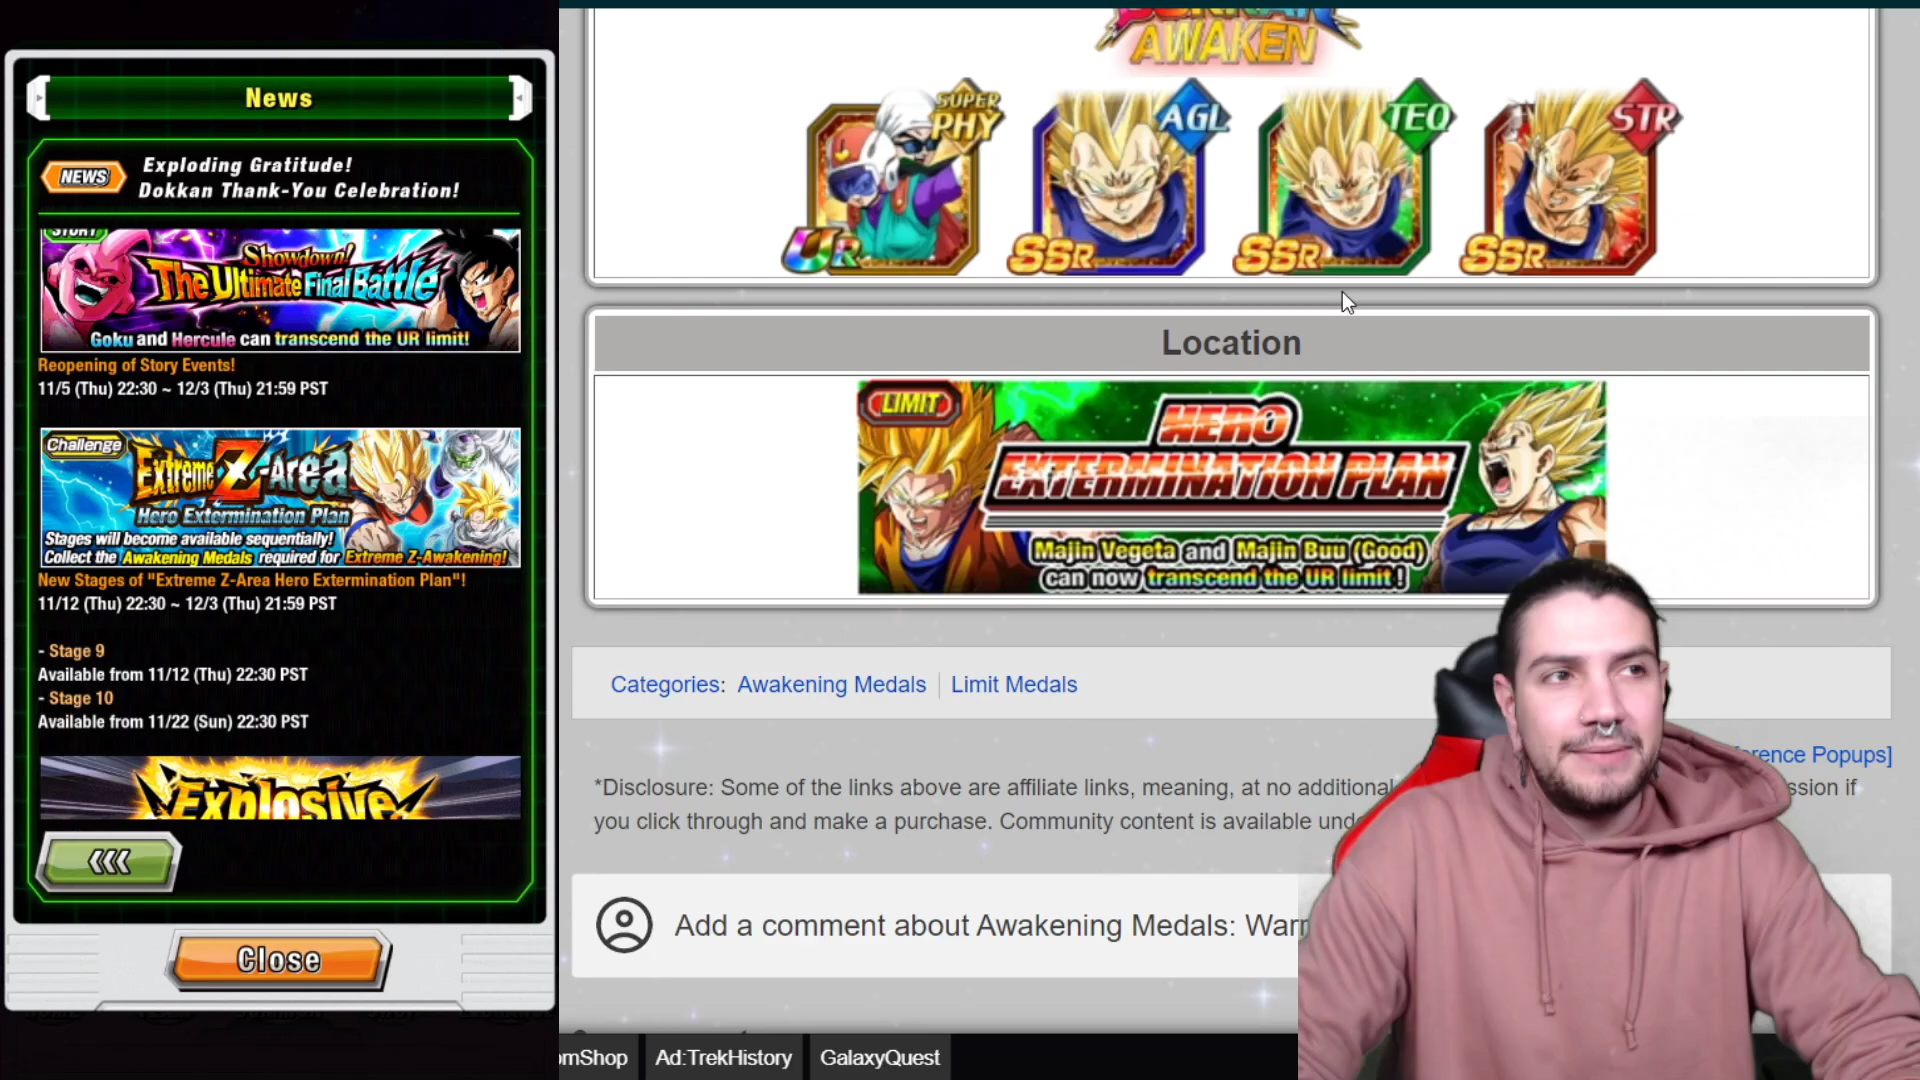 News
NEWS
Exploding Gratitude!
Dokkan Thank-You Celebration!
STORY
Showdown!
The Ultimate Final Battle
Goku and Hercule can transcend the UR limit!
Reopening of Story Events!
11/5 (Thu) 22:30 ~ 12/3 (Thu) 21:59 PST
Challenge
Extreme Z-Area
Hero Extermination Plan
Stages will become available sequentially!
Collect the Awakening Medals required for Extreme Z-Awakening!
New Stages of "Extreme Z-Area Hero Extermination Plan"!
11/12 (Thu) 22:30 ~ 12/3 (Thu) 21:59 PST
- Stage 9
Available from 11/12 (Thu) 22:30 PST
- Stage 10
Available from 11/22 (Sun) 22:30 PST
Explosive
Close
DOKKAN
AWAKEN
SUPER
PHY
AGL
TEQ
STR
UR
SSR
SSR
SSR
Location
LIMIT
HERO
EXTERMINATION PLAN
Majin Vegeta and Majin Buu (Good)
can now transcend the UR limit!
Categories: Awakening Medals Limit Medals
Popups]
*Disclosure: Some of the links above are affiliate links, meaning, at no additional
if
you click through and make a purchase. Community content is available
Add a comment about Awakening Medals:
Ad:TrekHistory
GalaxyQuest